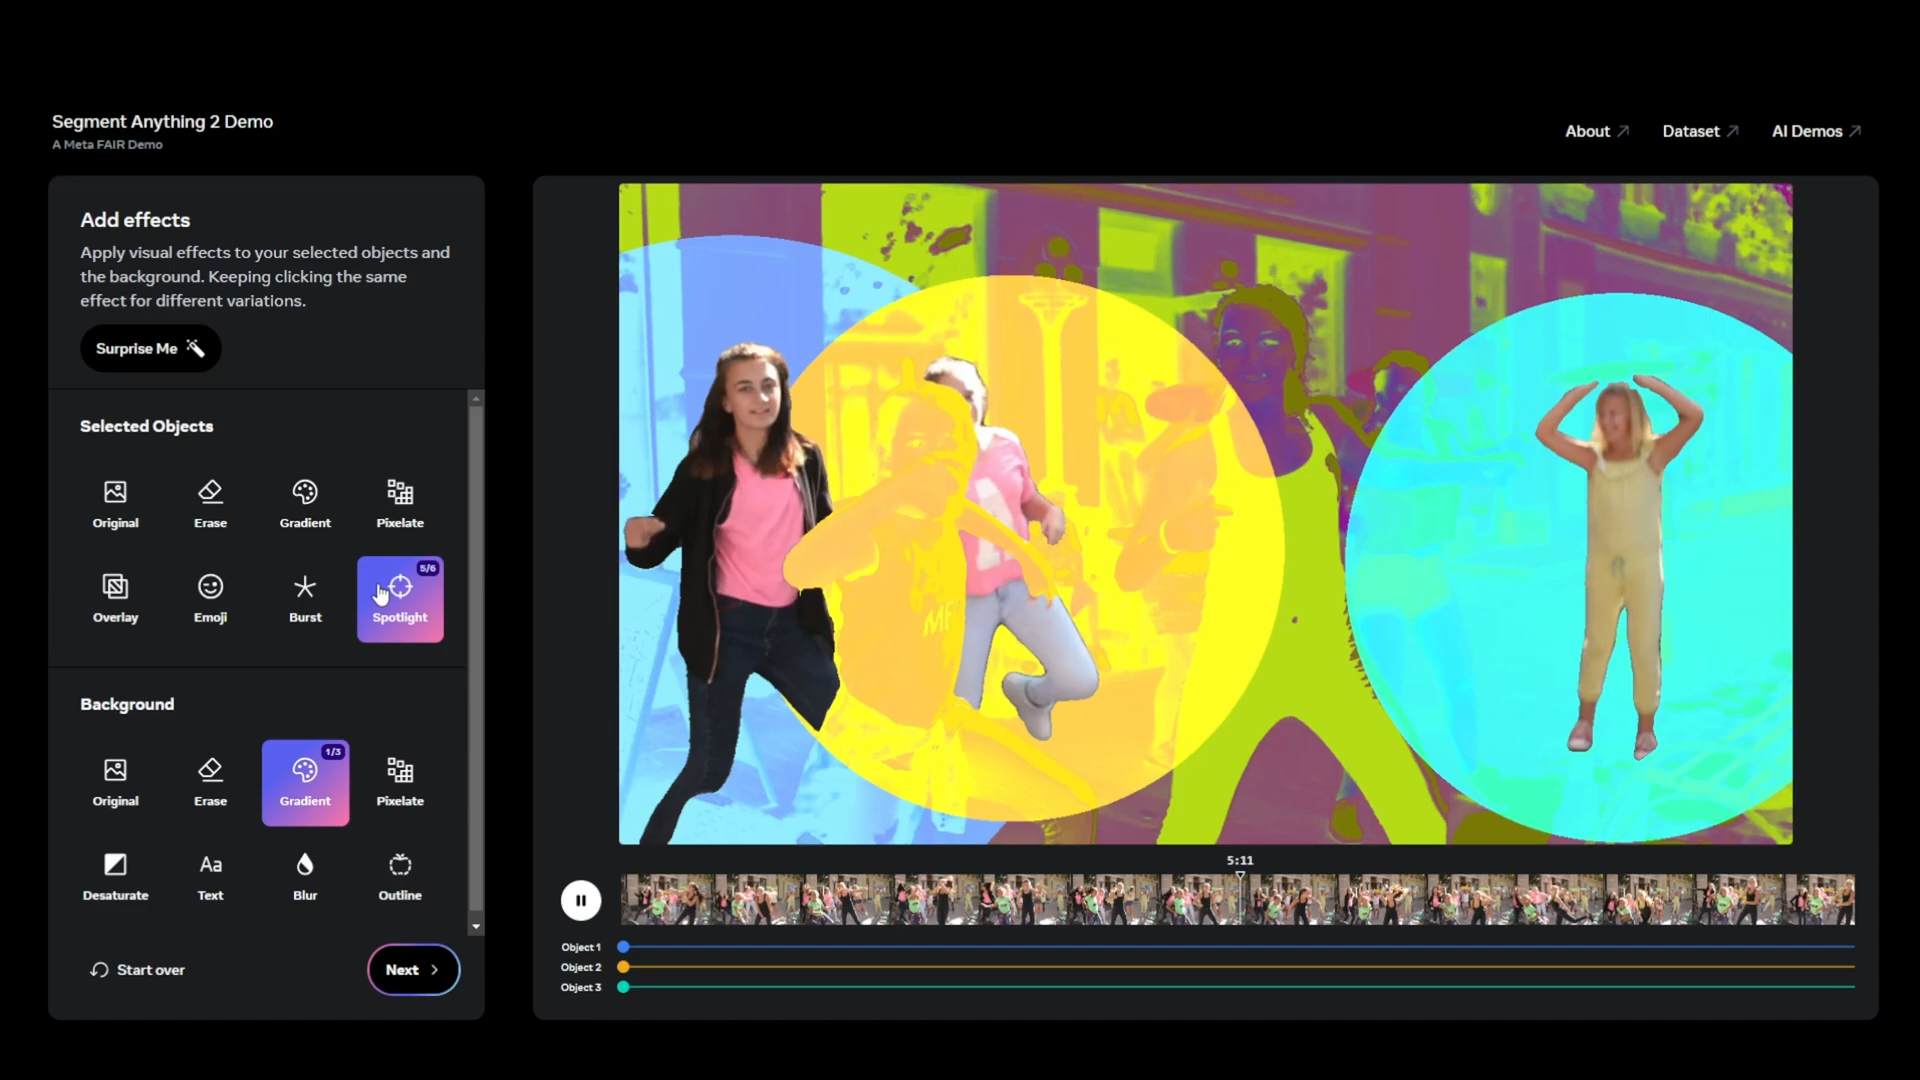 Segment Anything 2 Demo
A Meta FAIR Demo
About
Dataset
AI Demos
Add effects
Apply visual effects to your selected objects and
the background. Keeping clicking the same
effect for different variations.
Surprise Me
Selected Objects
Original
Erase
Gradient
Pixelate
Overlay
Emoji
Burst
5/6
Spotlight
Background
Original
Erase
1/3
Gradient
Pixelate
Desaturate
Aa
Text
Blur
Outline
Start over
Next
5:11
Object 1
Object 2
Object 3